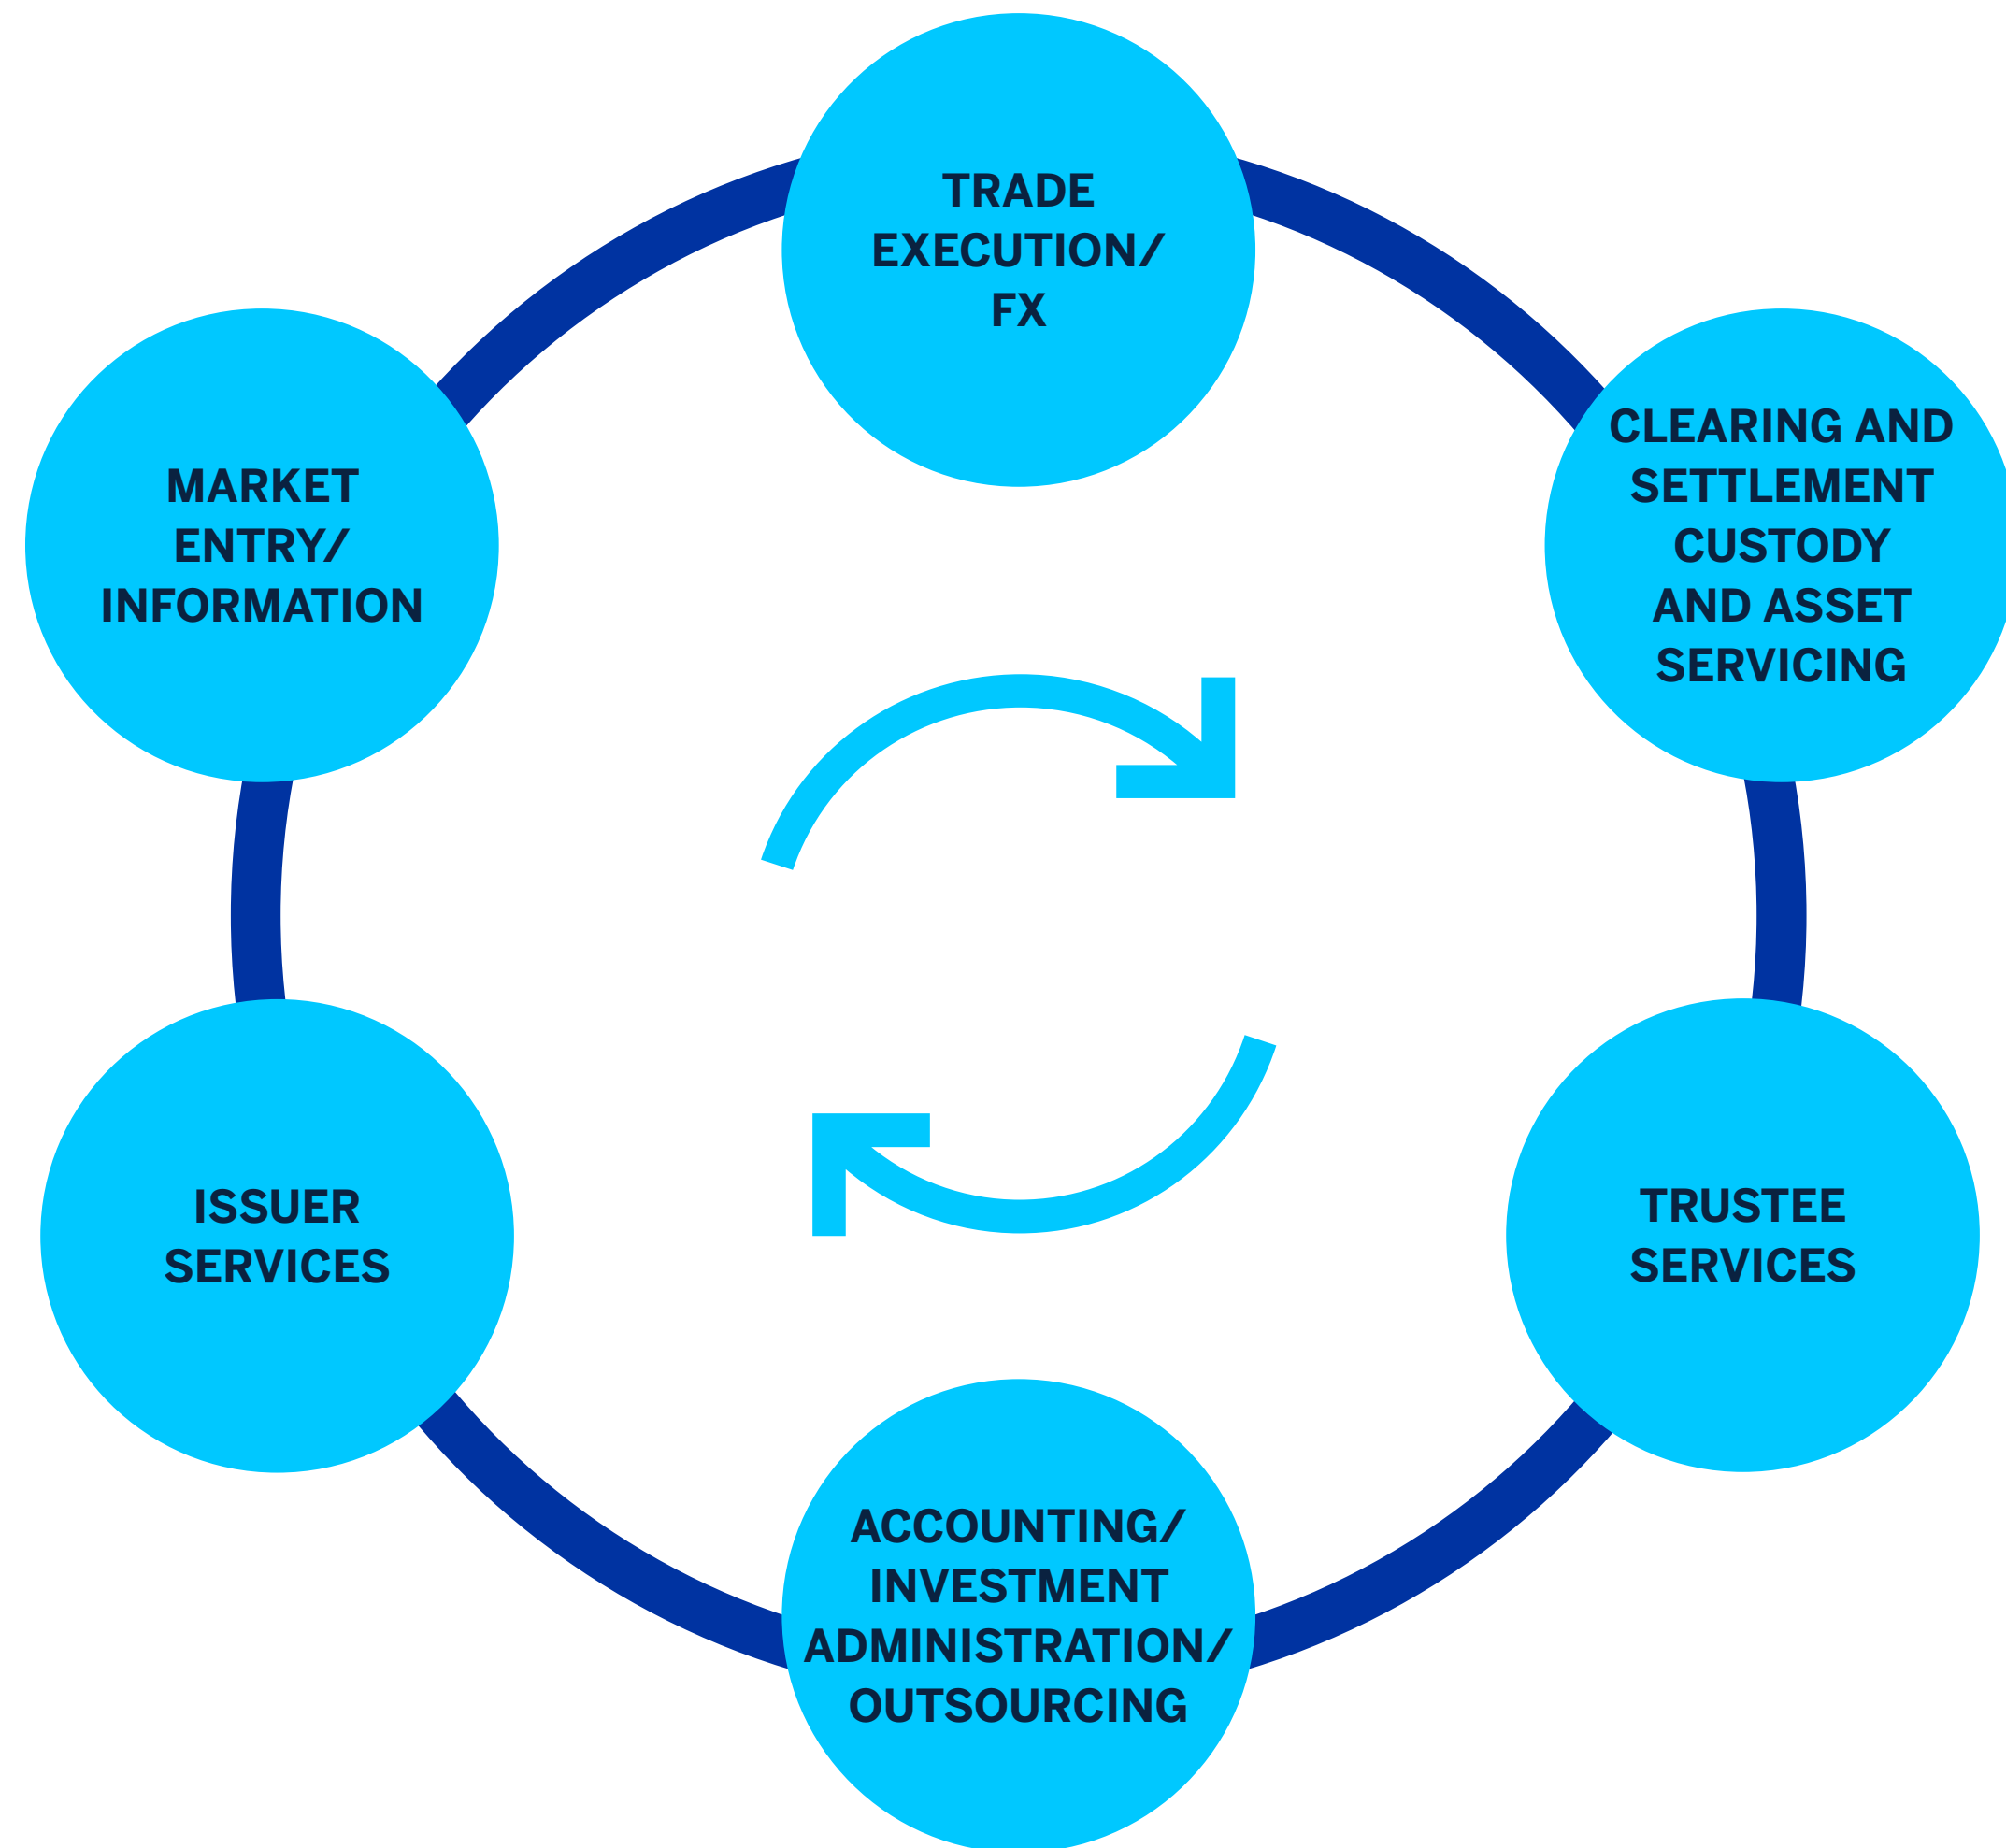 TRADE
EXECUTION/
FX
CLEARING AND
SETTLEMENT
CUSTODY
AND ASSET
SERVICING
MARKET
ENTRY/
INFORMATION
ISSUER
SERVICES
TRUSTEE
SERVICES
ACCOUNTING/
INVESTMENT
ADMINISTRATION/
OUTSOURCING